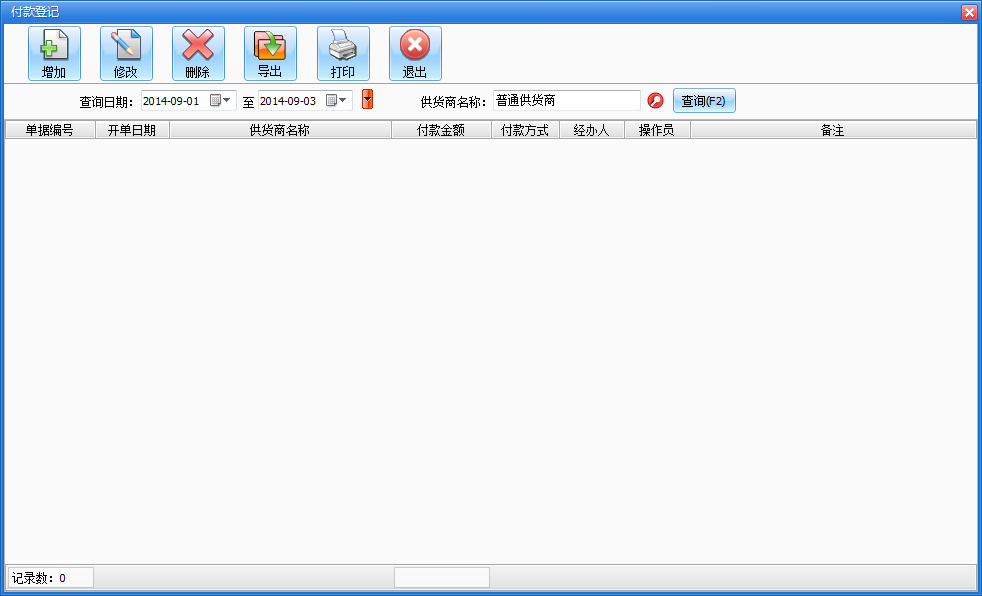 付款登记
增加 修改 删除 导出 打印 退出
查询日期: 2014-09-01 至 2014-09-03 供货商名称: 普通供货商 查询(F2)
单据编号 开单日期 供货商名称 付款金额 付款方式 经办人 操作员 备注
记录数: 0